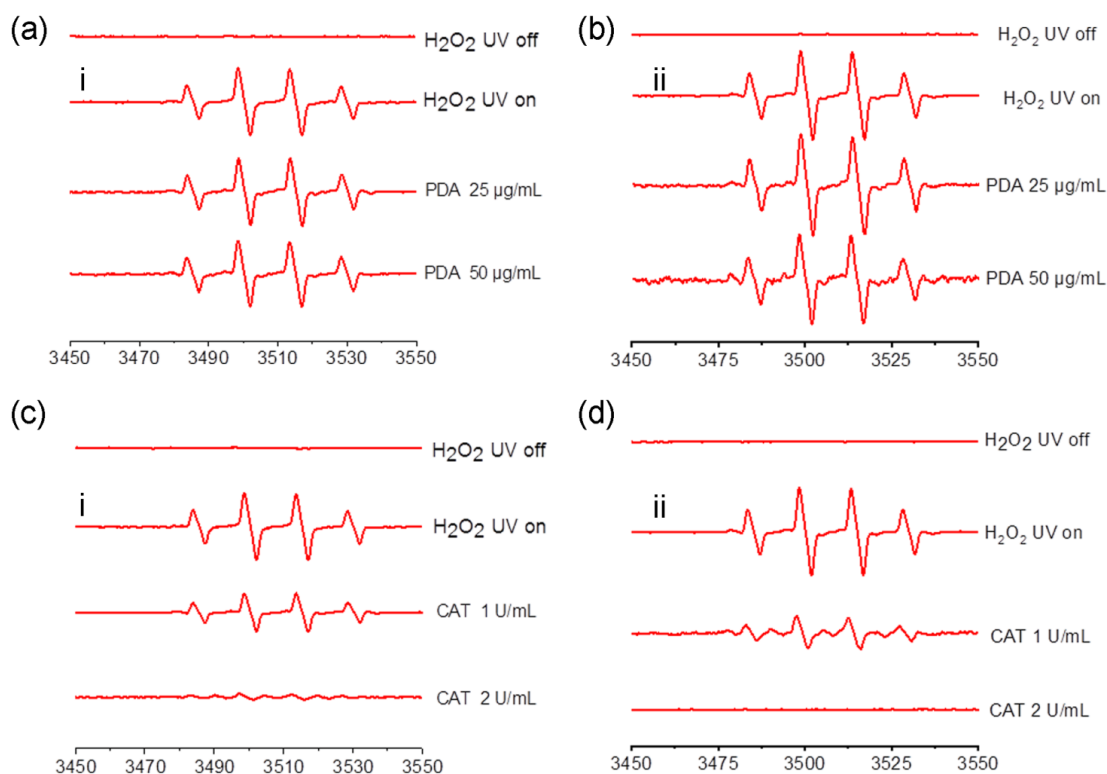 (a)
H₂O₂ UV off
i
H₂O₂ UV on
PDA 25 µg/mL
PDA 50 µg/mL
3450 3470 3490 3510 3530 3550
(b)
H₂O₂ UV off
ii
H₂O₂ UV on
PDA 25 µg/mL
PDA 50 µg/mL
3450 3475 3500 3525 3550
(c)
H₂O₂ UV off
i
H₂O₂ UV on
CAT 1 U/mL
CAT 2 U/mL
3450 3470 3490 3510 3530 3550
(d)
H₂O₂ UV off
ii
H₂O₂ UV on
CAT 1 U/mL
CAT 2 U/mL
3450 3475 3500 3525 3550